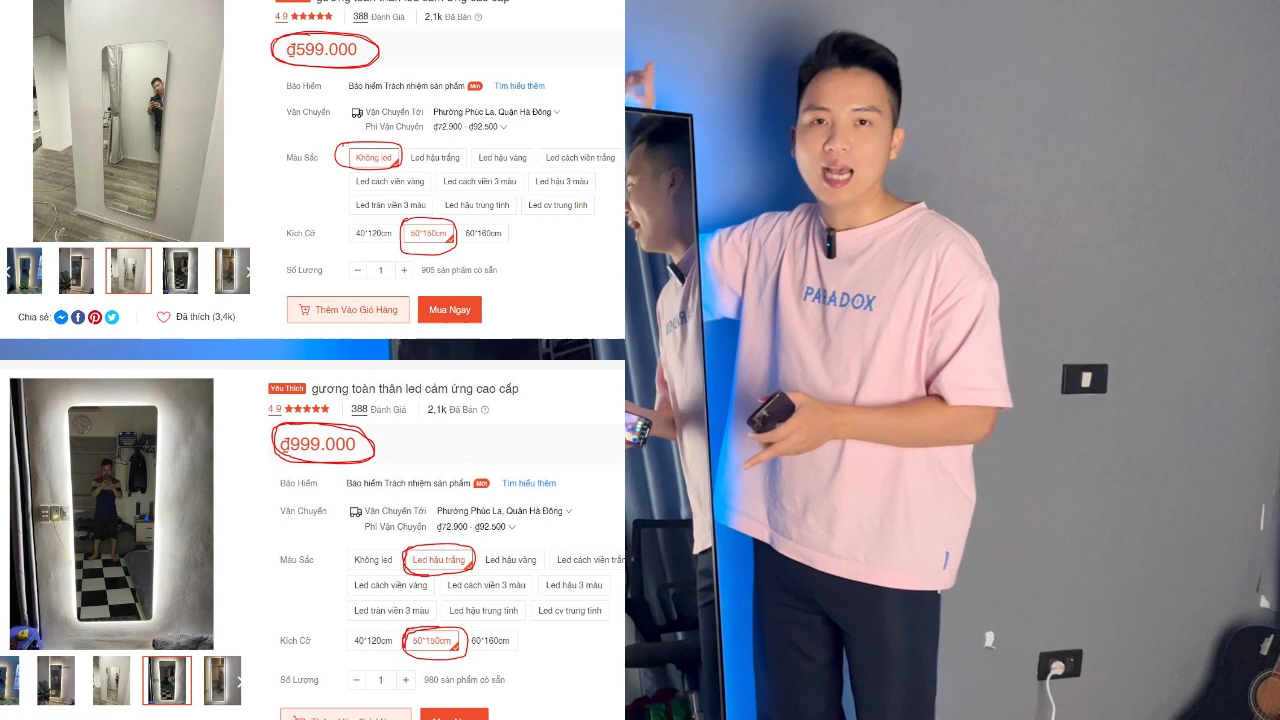 gương toàn thân led cảm ứng cao cấp
4.9 388 Đánh Giá 2,1k Đã Bán
₫599.000
Bảo Hiểm Bảo hiểm Trách nhiệm sản phẩm Mới Tìm hiểu thêm
Vận Chuyển Vận Chuyển Tới Phường Phúc La, Quận Hà Đông
Phí Vận Chuyển ₫72.900 - ₫92.500
Màu Sắc Không led Led hậu trắng Led hậu vàng Led cách viền trắng
Led cách viền vàng Led cách viền 3 màu Led hậu 3 màu
Led tràn viền 3 màu Led hậu trung tính Led cv trung tính
Kích Cỡ 40*120cm 50*150cm 60*160cm
Số Lượng − 1 + 905 sản phẩm có sẵn
Thêm Vào Giỏ Hàng Mua Ngay
Chia sẻ: Đã thích (3,4k)
Yêu Thích gương toàn thân led cảm ứng cao cấp
4.9 388 Đánh Giá 2,1k Đã Bán
₫999.000
Bảo Hiểm Bảo hiểm Trách nhiệm sản phẩm Mới Tìm hiểu thêm
Vận Chuyển Vận Chuyển Tới Phường Phúc La, Quận Hà Đông
Phí Vận Chuyển ₫72.900 - ₫92.500
Màu Sắc Không led Led hậu trắng Led hậu vàng Led cách viền
Led cách viền vàng Led cách viền 3 màu Led hậu 3 màu
Led tràn viền 3 màu Led hậu trung tính Led cv trung tính
Kích Cỡ 40*120cm 50*150cm 60*160cm
Số Lượng − 1 + 980 sản phẩm có sẵn
PARADOX